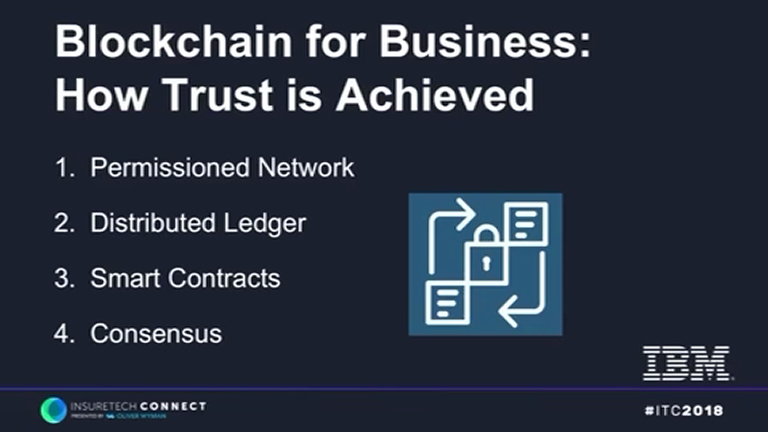 Blockchain for Business:
How Trust is Achieved
1. Permissioned Network
2. Distributed Ledger
3. Smart Contracts
4. Consensus
IBM
INSURETECH CONNECT
PRESENTED BY OLIVER WYMAN
#ITC2018